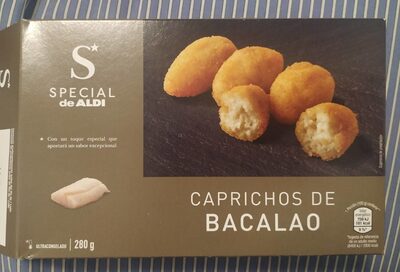 S
SPECIAL
de ALDI
Con un toque especial que
aportará un sabor excepcional
CAPRICHOS DE
BACALAO
ULTRACONGELADO
280 g